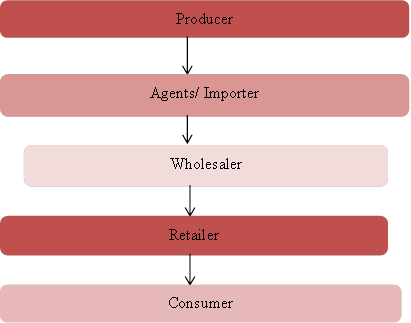 Producer
Agents/ Importer
Wholesaler
Retailer
Consumer